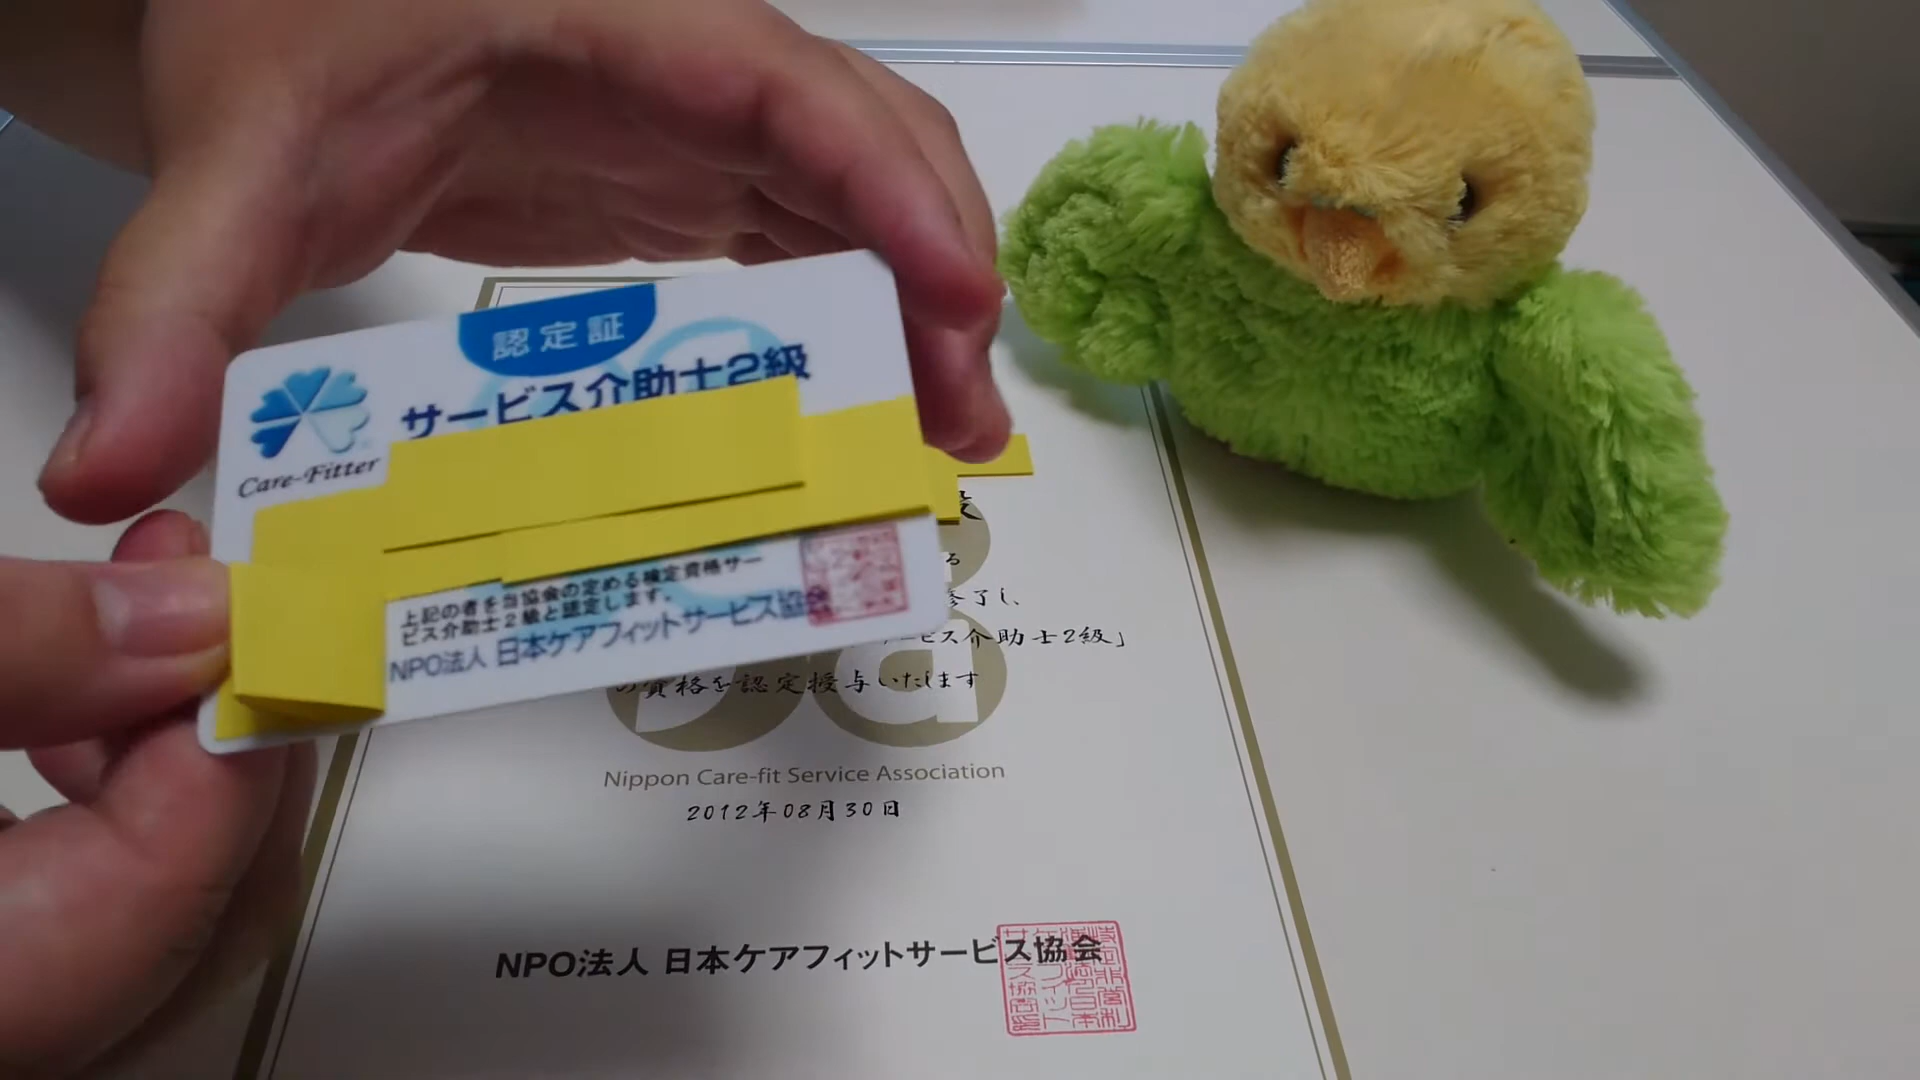 認定証
サービス介助士2級
Care-Fitter
上記の者を当協会の定める検定資格サー
ビス介助士2級と認定します。
NPO法人 日本ケアフィットサービス協会
る
修了し、
ービス介助士2級」
の資格を認定授与いたします
Nippon Care-fit Service Association
2012年08月30日
NPO法人 日本ケアフィットサービス協会